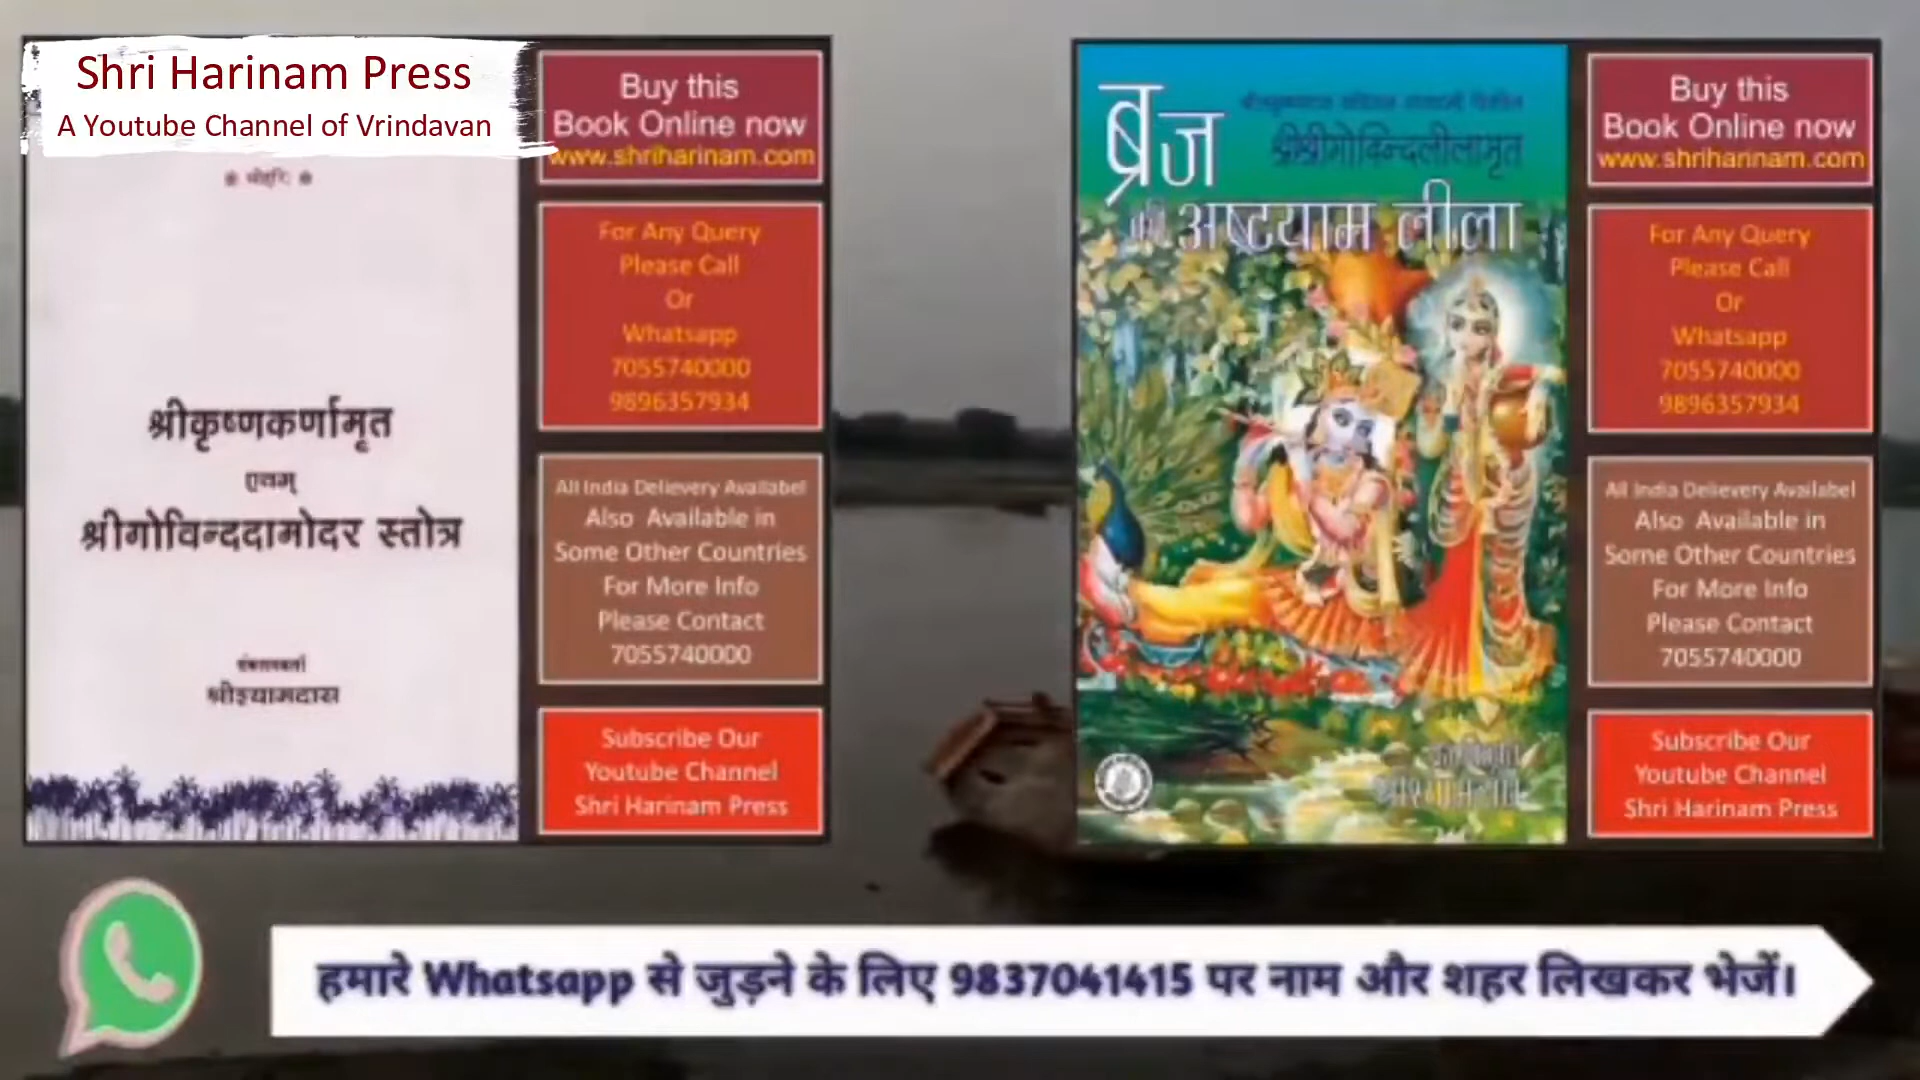 Shri Harinam Press
A Youtube Channel of Vrindavan
श्रीहरिः
श्रीकृष्णकर्णामृत
एवम्
श्रीगोविन्ददामोदर स्तोत्र
श्रीश्यामदास
Buy this
Book Online now
www.shriharinam.com
For Any Query
Please Call
Or
Whatsapp
7055740000
9896357934
All India Delievery Availabel
Also Available in
Some Other Countries
For More Info
Please Contact
7055740000
Subscribe Our
Youtube Channel
Shri Harinam Press
श्रीश्रीगोविन्दलीलामृत
ब्रज
की अष्टयाम लीला
Buy this
Book Online now
www.shriharinam.com
For Any Query
Please Call
Or
Whatsapp
7055740000
9896357934
All India Delievery Availabel
Also Available in
Some Other Countries
For More Info
Please Contact
7055740000
Subscribe Our
Youtube Channel
Shri Harinam Press
हमारे Whatsapp से जुड़ने के लिए 9837041415 पर नाम और शहर लिखकर भेजें।